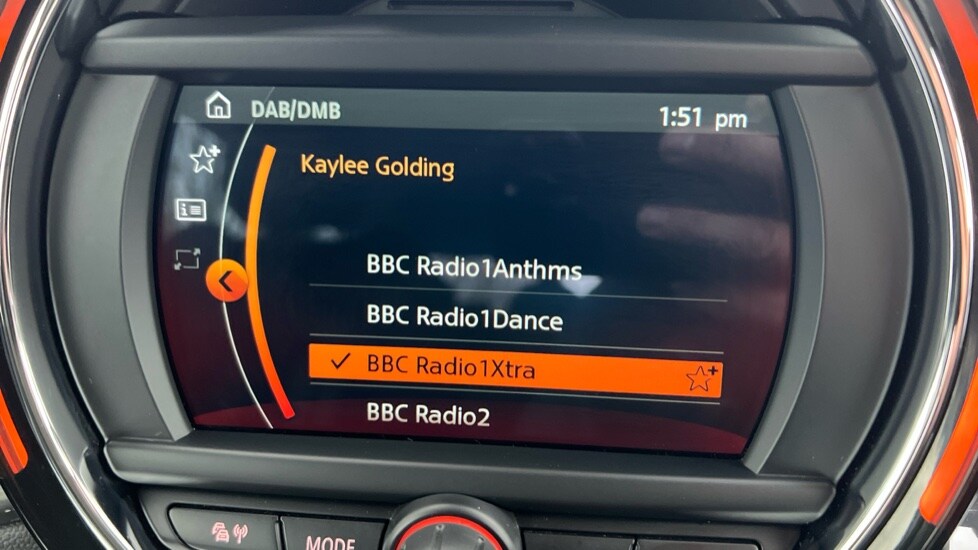 DAB/DMB 1:51 pm
Kaylee Golding
BBC Radio1Anthms
BBC Radio1Dance
BBC Radio1Xtra
BBC Radio2
MODE